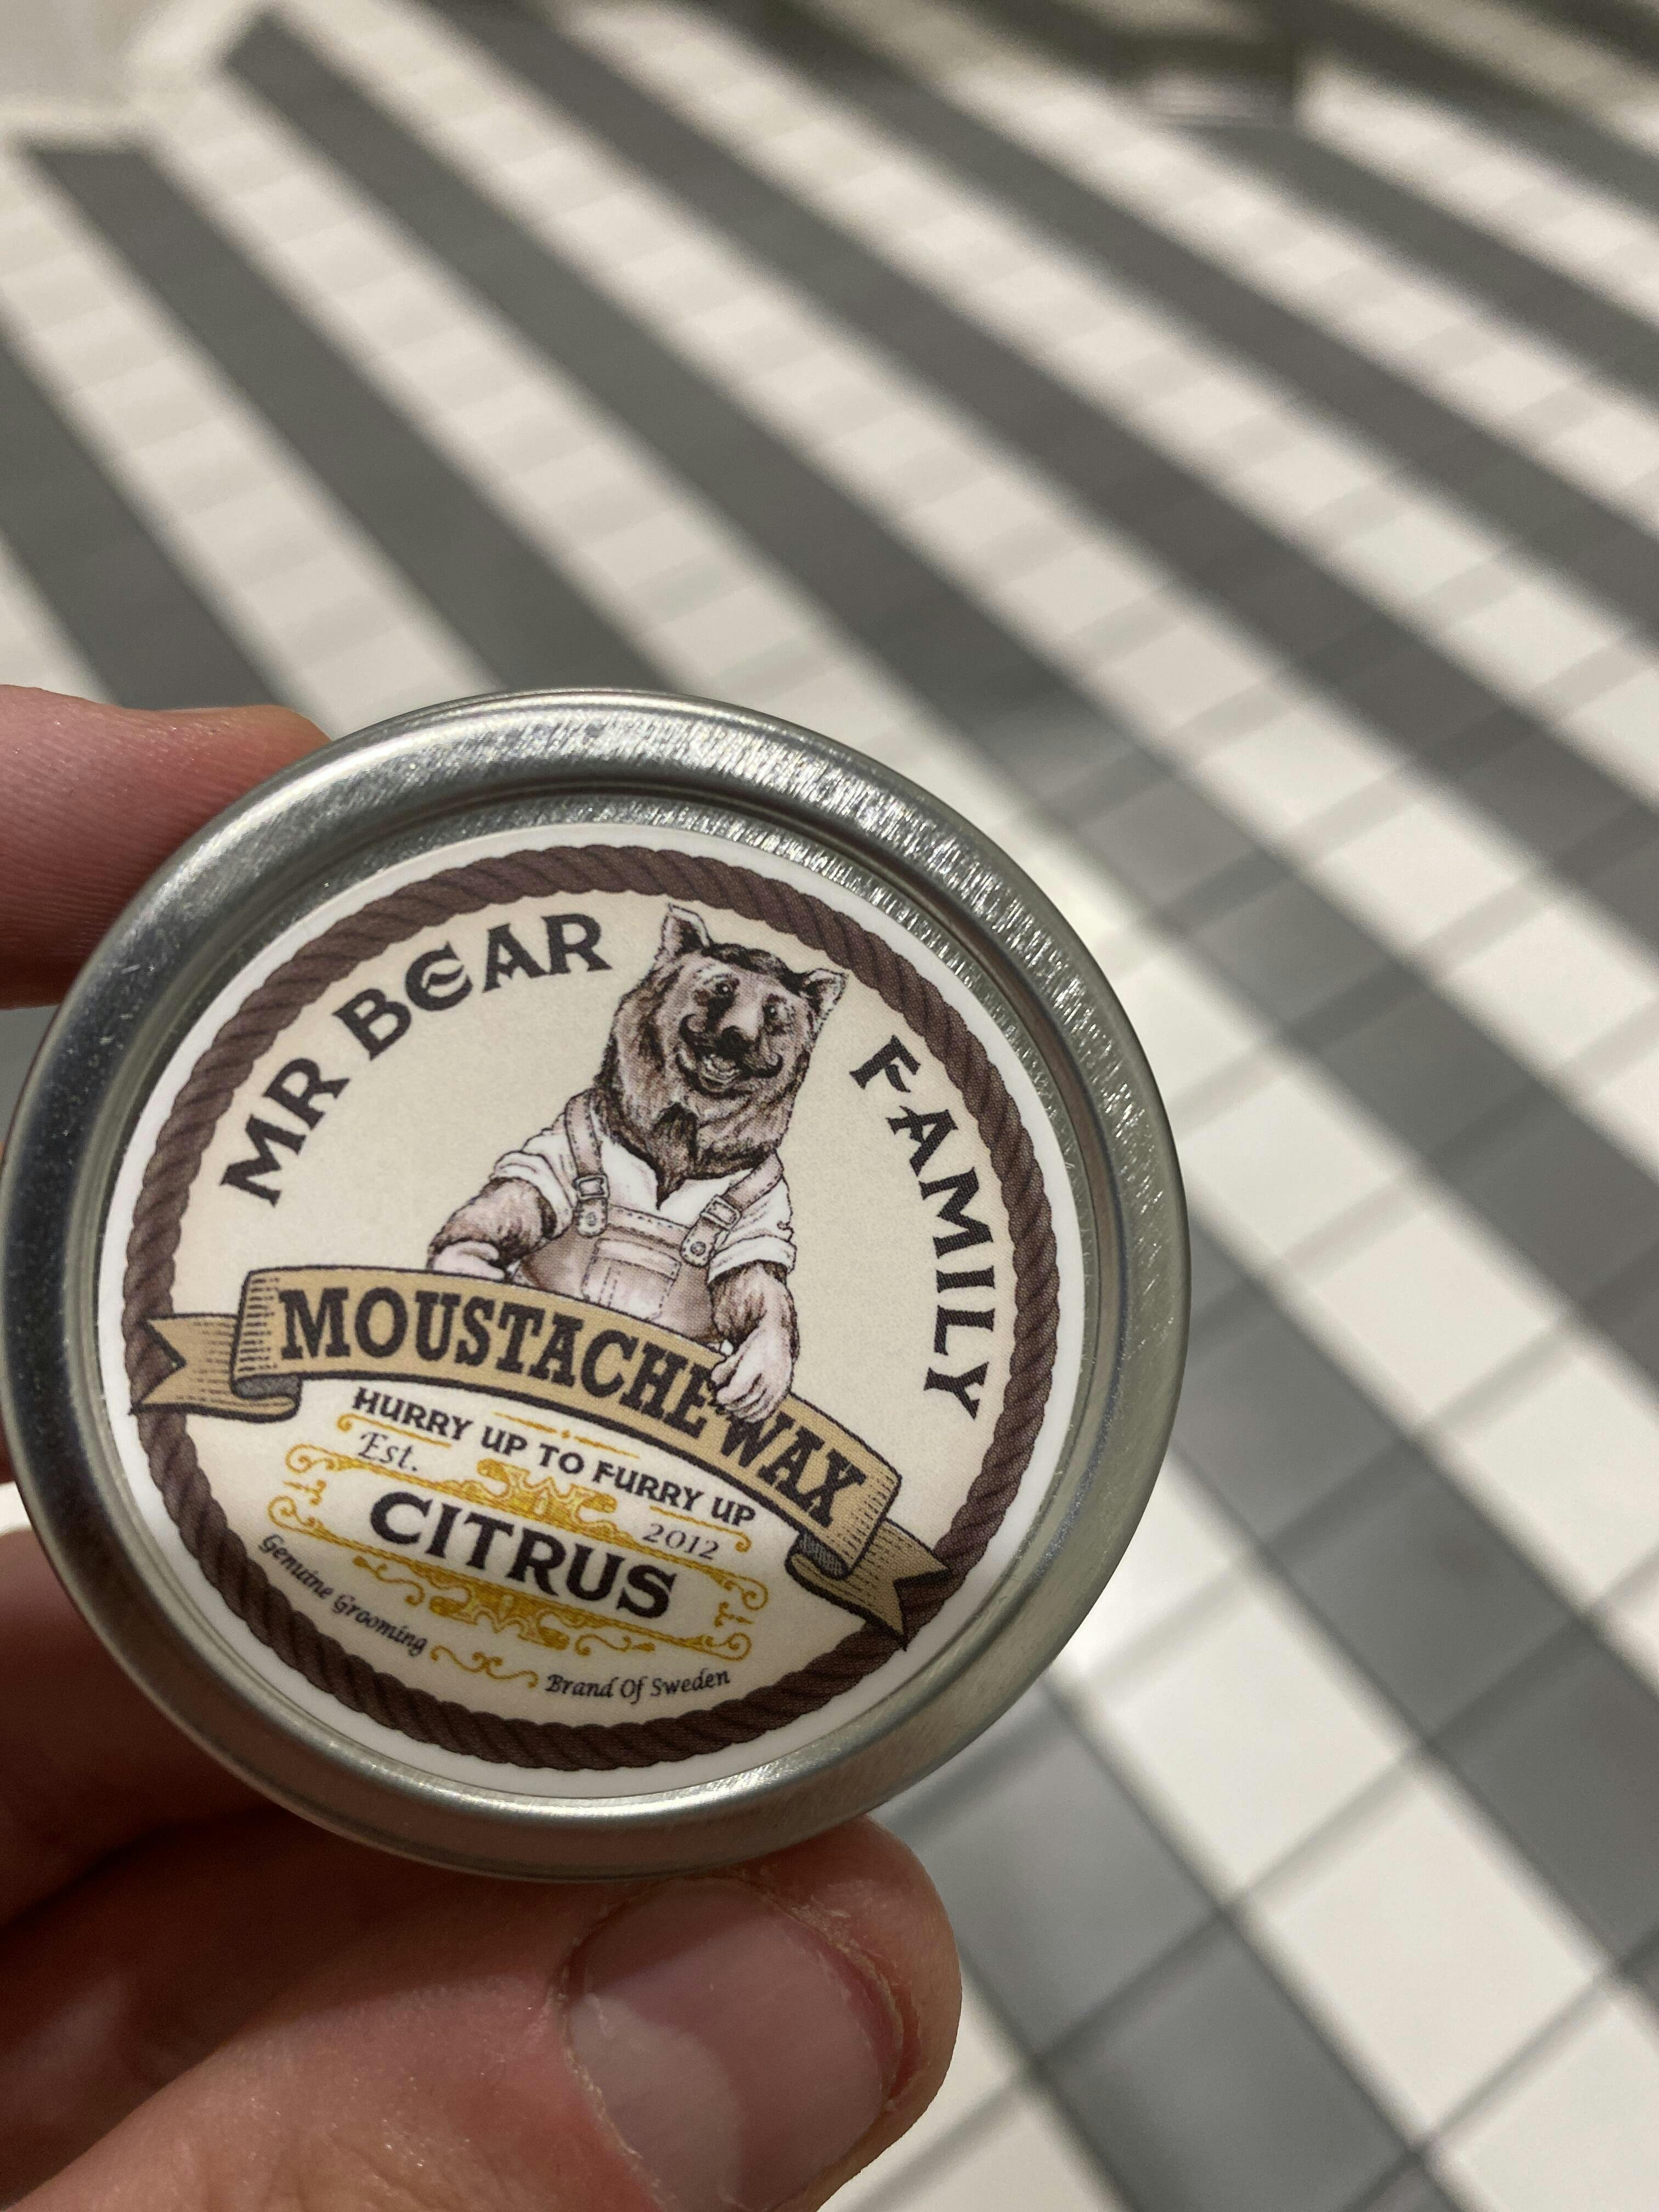 MR BEAR FAMILY
MOUSTACHE WAX
HURRY UP TO FURRY UP
Est. 2012
CITRUS
Genuine Grooming Brand Of Sweden